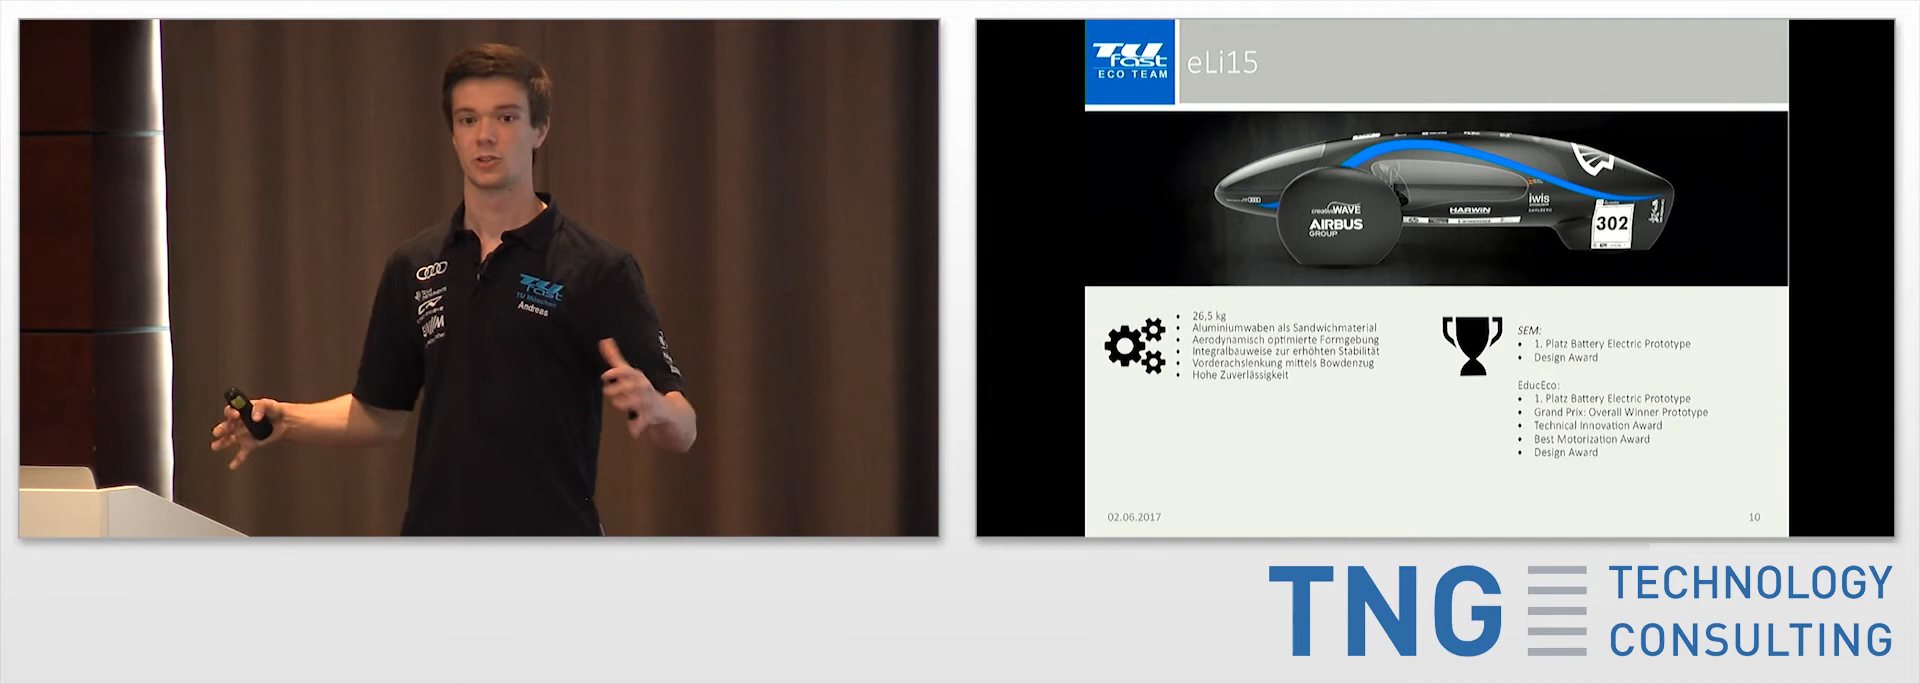 TU
fast
TU München
Andreas
TU
fast
ECO TEAM
eLi15
creativeWAVE
AIRBUS
GROUP
HARWIN
iwis
302
26,5 kg
Aluminiumwaben als Sandwichmaterial
Aerodynamisch optimierte Formgebung
Integralbauweise zur erhöhten Stabilität
Vorderachslenkung mittels Bowdenzug
Hohe Zuverlässigkeit
SEM:
1. Platz Battery Electric Prototype
Design Award
EducEco:
1. Platz Battery Electric Prototype
Grand Prix: Overall Winner Prototype
Technical Innovation Award
Best Motorization Award
Design Award
02.06.2017
10
TNG TECHNOLOGY
CONSULTING